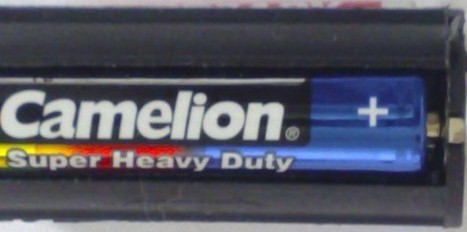 Camelion®
+
Super Heavy Duty